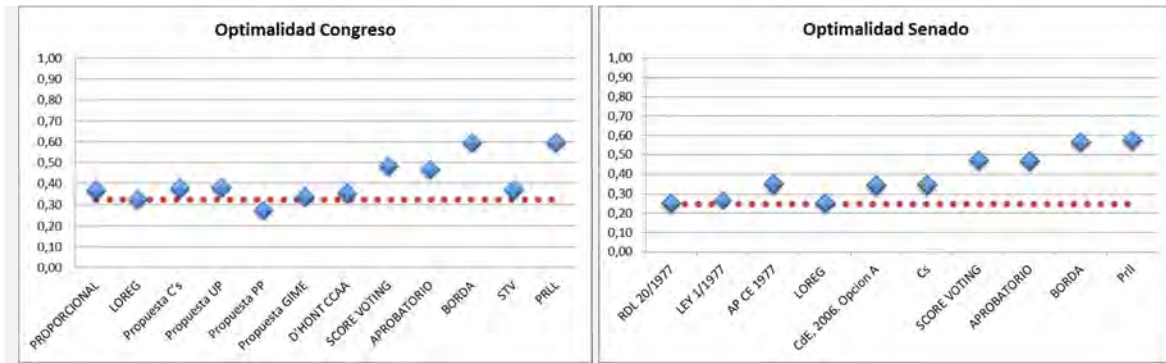 Optimalidad Congreso
1,00
0,90
0,80
0,70
0,60
0,50
0,40
0,30
0,20
0,10
0,00
PROPORCIONAL
LOREG
Propuesta C's
Propuesta UP
Propuesta PP
Propuesta GIME
D'HONT CCAA
SCORE VOTING
APROBATORIO
BORDA
STV
PRLL
Optimalidad Senado
1,00
0,90
0,80
0,70
0,60
0,50
0,40
0,30
0,20
0,10
0,00
RDL 20/1977
LEY 1/1977
AP CE 1977
LOREG
CdE, 2006. Opcion A
Cs
SCORE VOTING
APROBATORIO
BORDA
Prll